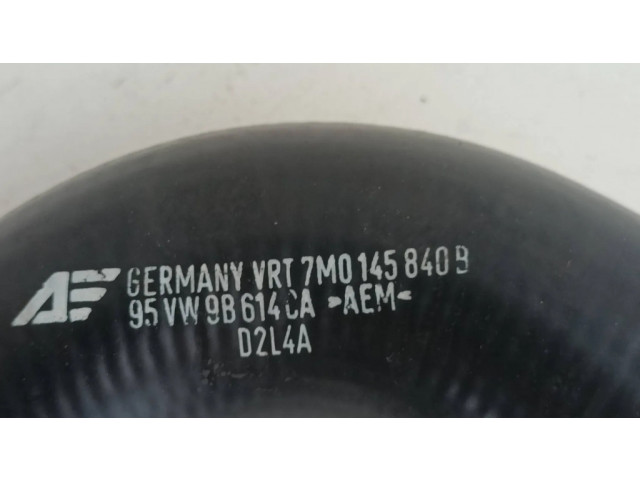 AE GERMANY VRT 7M0 145 840 B
95 VW 9B 614 CA >AEM<
D2L4A